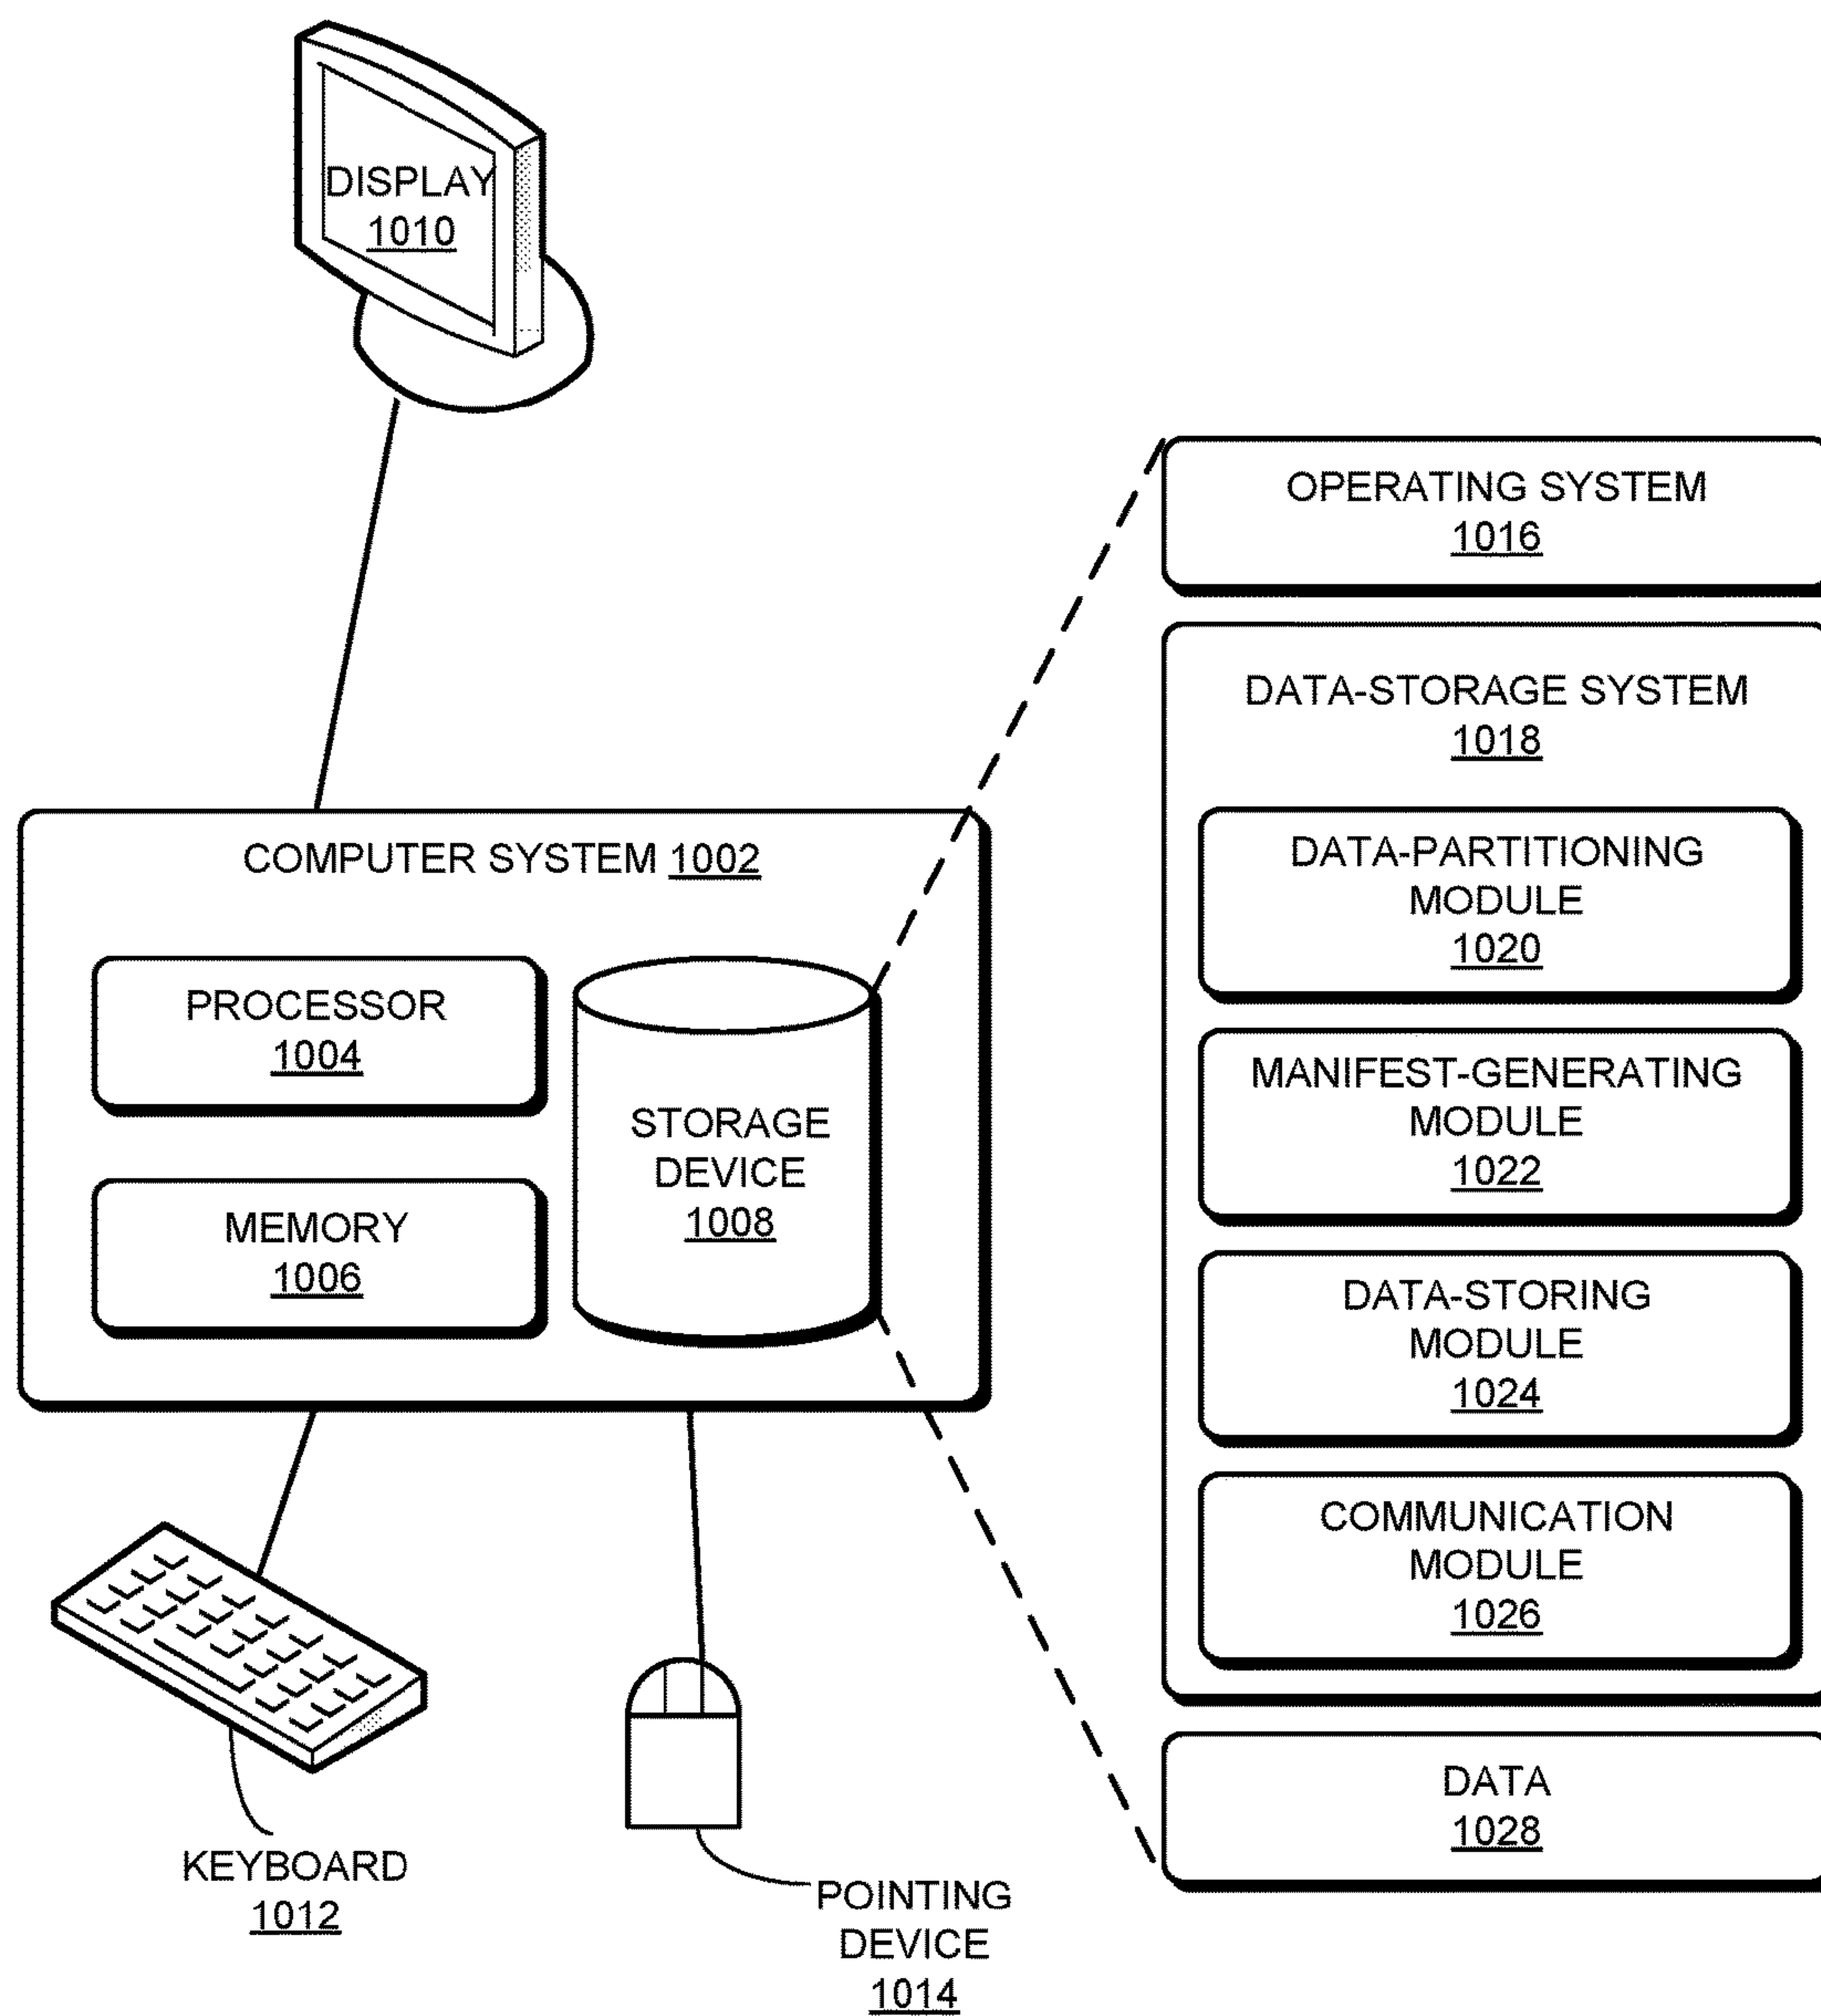 DISPLAY
1010
COMPUTER SYSTEM 1002
PROCESSOR
1004
MEMORY
1006
STORAGE
DEVICE
1008
KEYBOARD
1012
POINTING
DEVICE
1014
OPERATING SYSTEM
1016
DATA-STORAGE SYSTEM
1018
DATA-PARTITIONING
MODULE
1020
MANIFEST-GENERATING
MODULE
1022
DATA-STORING
MODULE
1024
COMMUNICATION
MODULE
1026
DATA
1028